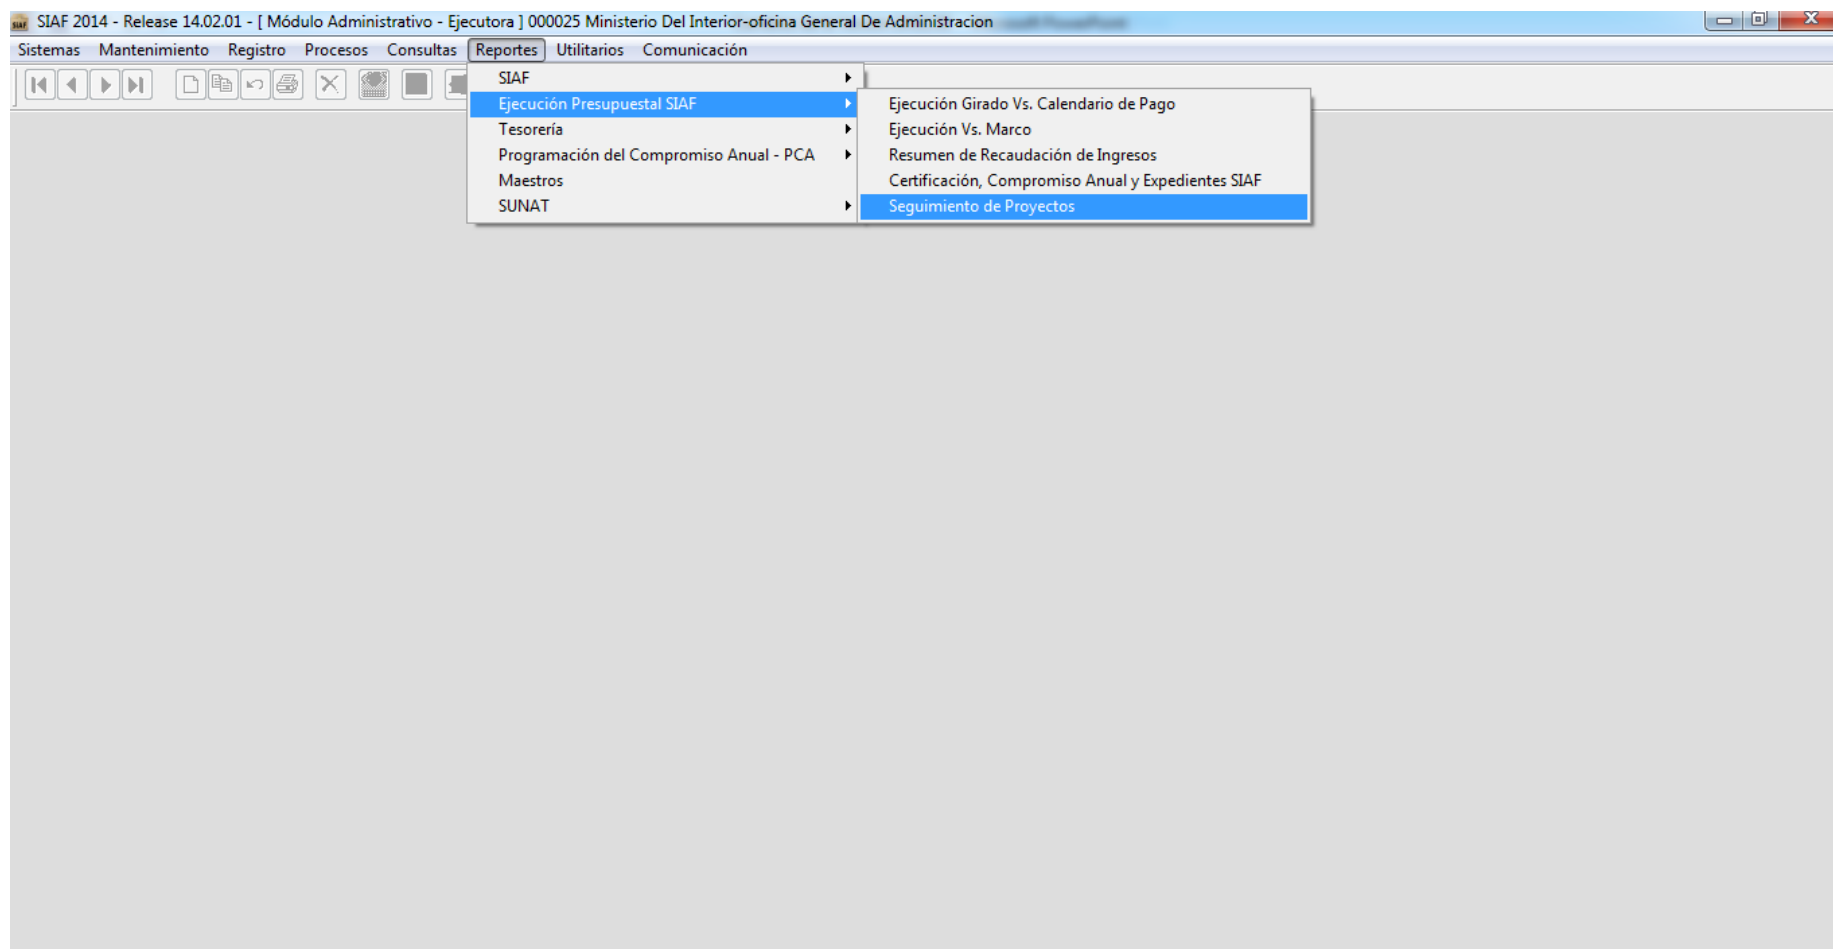 SIAF 2014 - Release 14.02.01 - [ Módulo Administrativo - Ejecutora ] 000025 Ministerio Del Interior-oficina General De Administracion
Sistemas Mantenimiento Registro Procesos Consultas Reportes Utilitarios Comunicación
SIAF
Ejecución Presupuestal SIAF
Tesorería
Programación del Compromiso Anual - PCA
Maestros
SUNAT
Ejecución Girado Vs. Calendario de Pago
Ejecución Vs. Marco
Resumen de Recaudación de Ingresos
Certificación, Compromiso Anual y Expedientes SIAF
Seguimiento de Proyectos